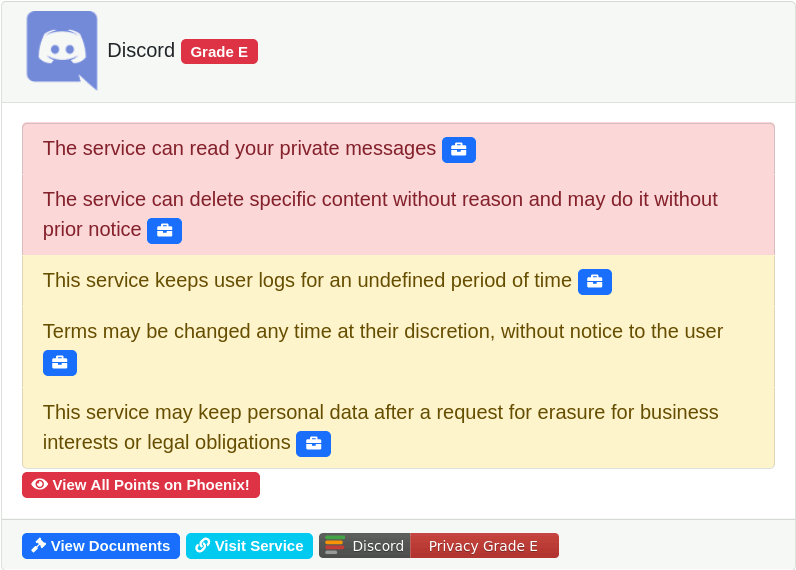 Discord Grade E
The service can read your private messages
The service can delete specific content without reason and may do it without
prior notice
This service keeps user logs for an undefined period of time
Terms may be changed any time at their discretion, without notice to the user
This service may keep personal data after a request for erasure for business
interests or legal obligations
View All Points on Phoenix!
View Documents Visit Service Discord Privacy Grade E